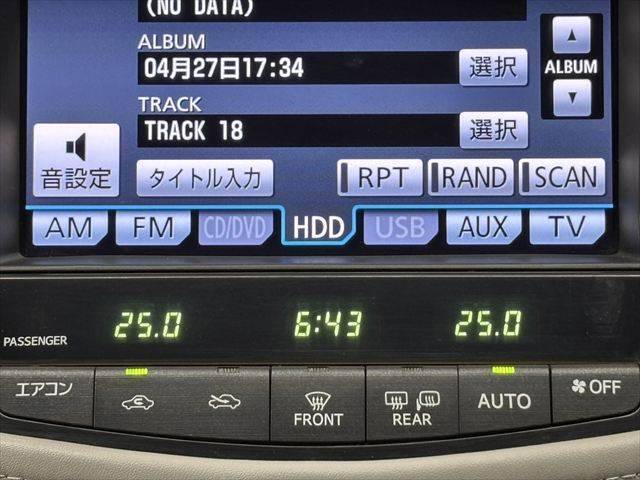 (NO DATA)
ALBUM
04月27日17:34 選択
ALBUM
TRACK
TRACK 18 選択
音設定 タイトル入力 RPT RAND SCAN
AM FM CD/DVD HDD USB AUX TV
PASSENGER 25.0 6:43 25.0
エアコン FRONT REAR AUTO OFF